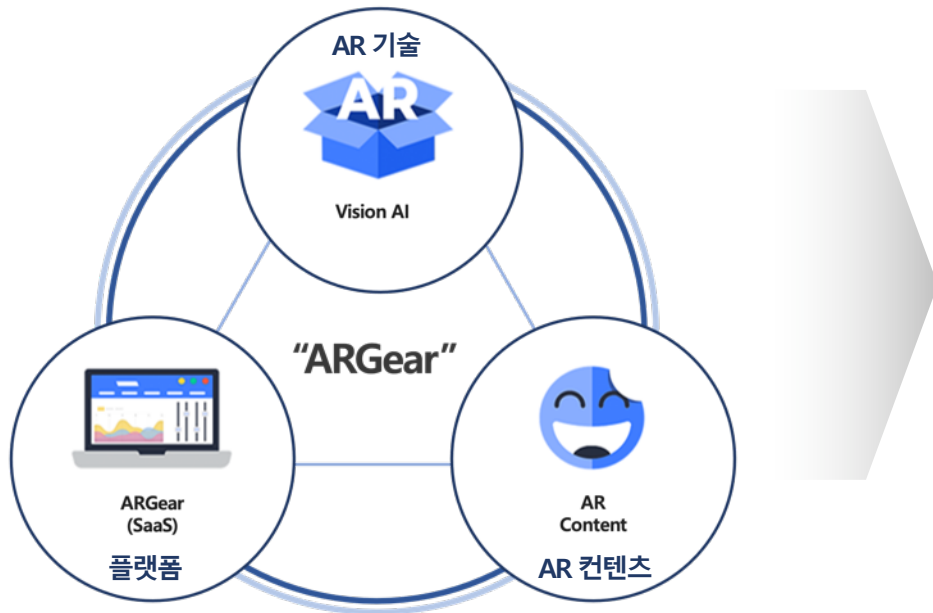 AR 기술
AR
Vision AI
“ARGear”
ARGear
(SaaS)
플랫폼
AR
Content
AR 컨텐츠